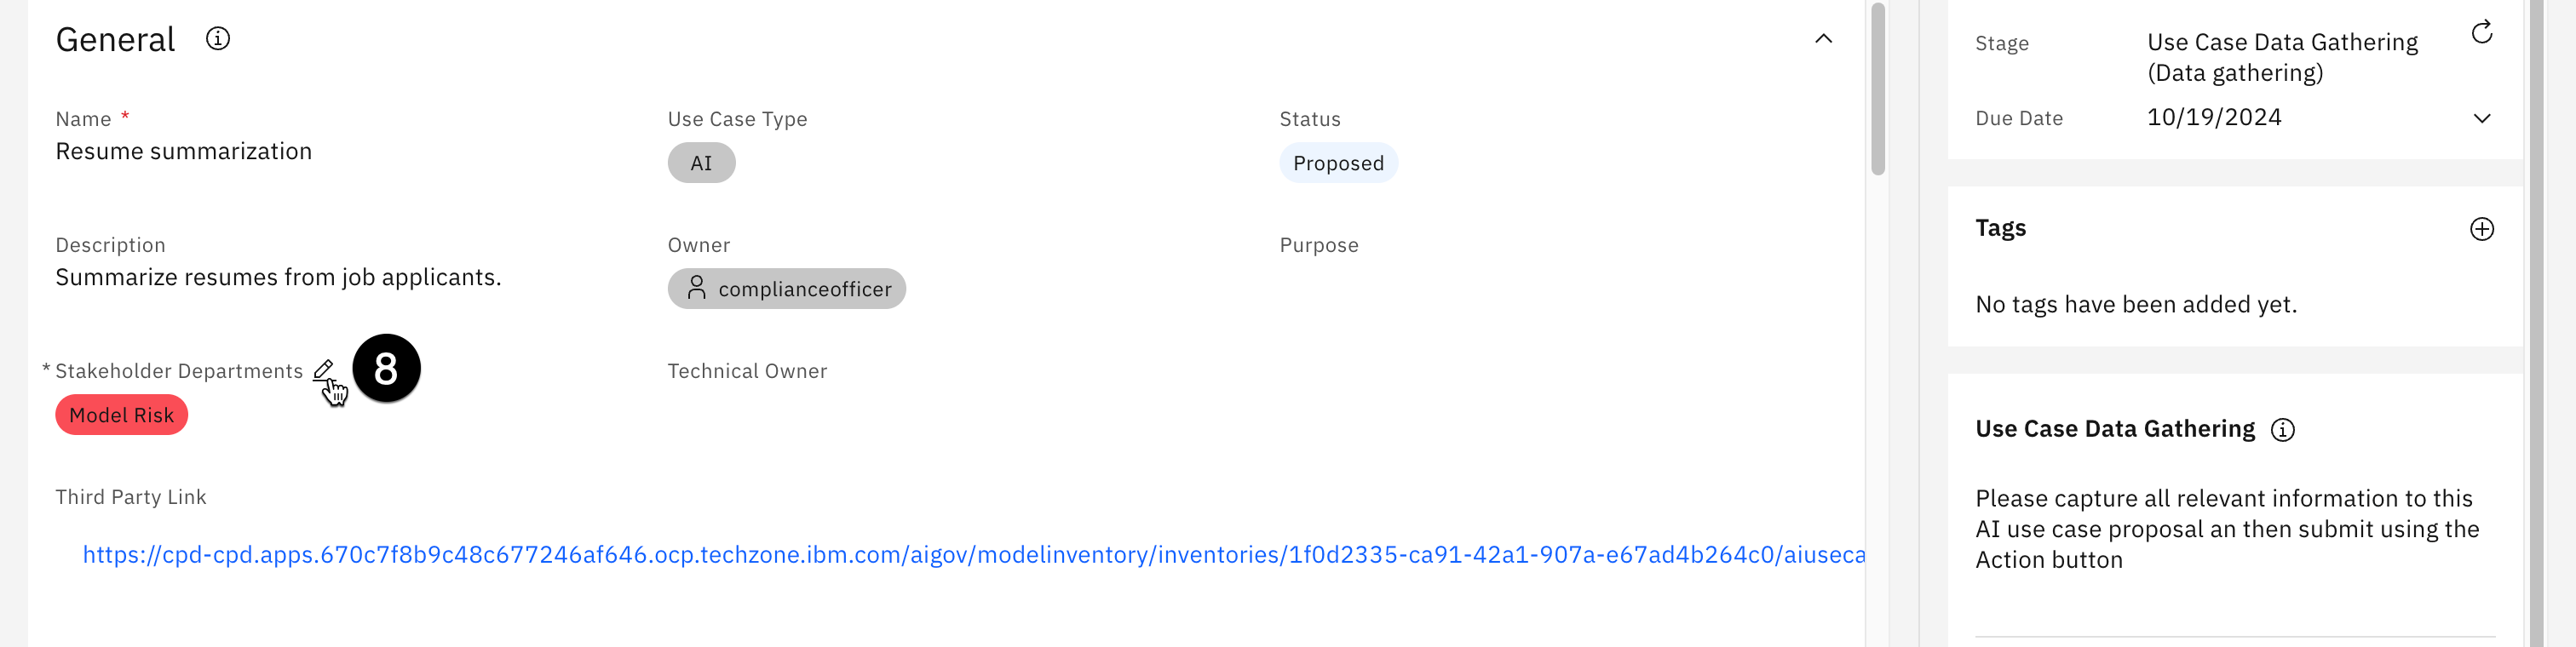 General
Name *
Resume summarization
Use Case Type
AI
Status
Proposed
Description
Summarize resumes from job applicants.
Owner
complianceofficer
Purpose
* Stakeholder Departments
8
Model Risk
Technical Owner
Third Party Link
https://cpd-cpd.apps.670c7f8b9c48c677246af646.ocp.techzone.ibm.com/aigov/modelinventory/inventories/1f0d2335-ca91-42a1-907a-e67ad4b264c0/aiuseca
Stage
Use Case Data Gathering
(Data gathering)
Due Date
10/19/2024
Tags
No tags have been added yet.
Use Case Data Gathering
Please capture all relevant information to this
AI use case proposal an then submit using the
Action button